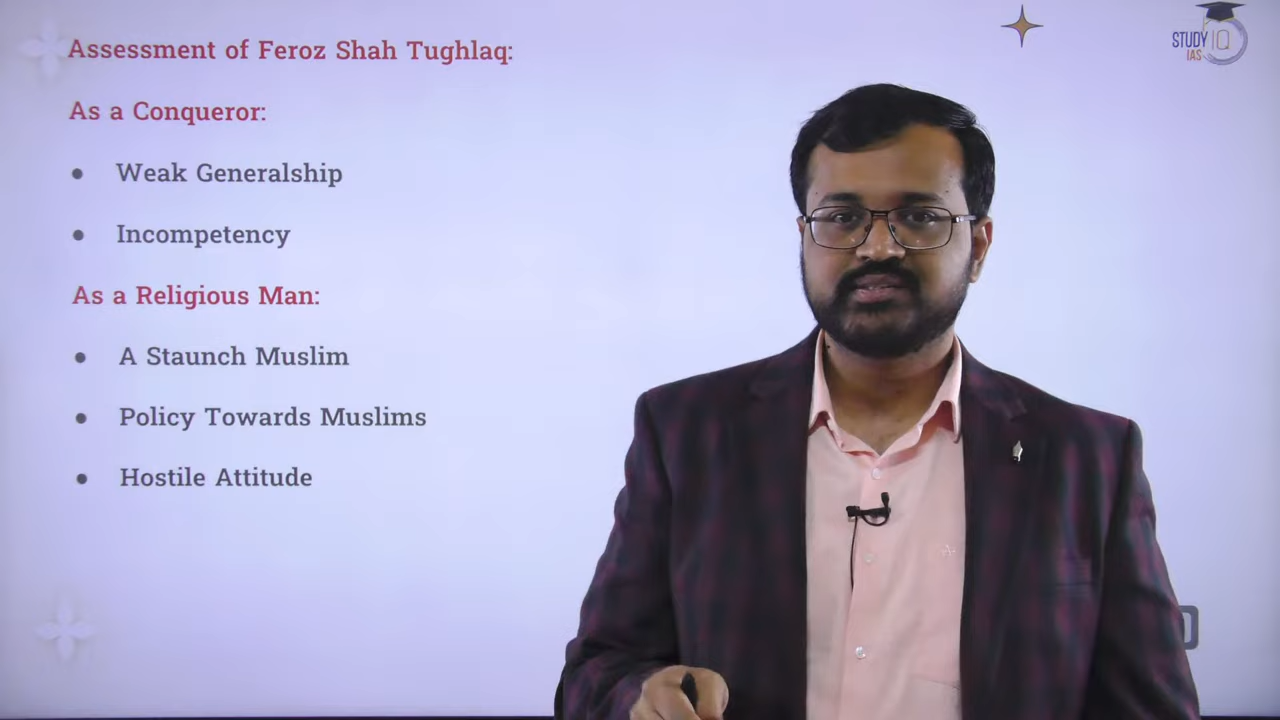 Assessment of Feroz Shah Tughlaq:
As a Conqueror:
● Weak Generalship
● Incompetency
As a Religious Man:
● A Staunch Muslim
● Policy Towards Muslims
● Hostile Attitude
STUDY IQ
IAS